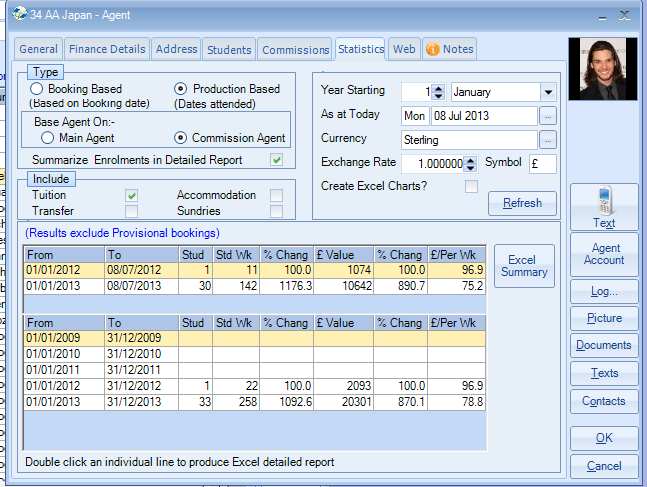 34 AA Japan - Agent
General Finance Details Address Students Commissions Statistics Web Notes
Type
Booking Based Production Based
(Based on Booking date) (Dates attended)
Base Agent On:-
Main Agent Commission Agent
Summarize Enrolments in Detailed Report
Include
Tuition Accommodation
Transfer Sundries
Year Starting 1 January
As at Today Mon 08 Jul 2013 ...
Currency Sterling ...
Exchange Rate 1.000000 Symbol £
Create Excel Charts?
Refresh
(Results exclude Provisional bookings)
From To Stud Std Wk % Chang £ Value % Chang £/Per Wk
01/01/2012 08/07/2012 1 11 100.0 1074 100.0 96.9
01/01/2013 08/07/2013 30 142 1176.3 10642 890.7 75.2
Excel
Summary
From To Stud Std Wk % Chang £ Value % Chang £/Per Wk
01/01/2009 31/12/2009
01/01/2010 31/12/2010
01/01/2011 31/12/2011
01/01/2012 31/12/2012 1 22 100.0 2093 100.0 96.9
01/01/2013 31/12/2013 33 258 1092.6 20301 870.1 78.8
Double click an individual line to produce Excel detailed report
Text
Agent
Account
Log...
Picture
Documents
Texts
Contacts
OK
Cancel